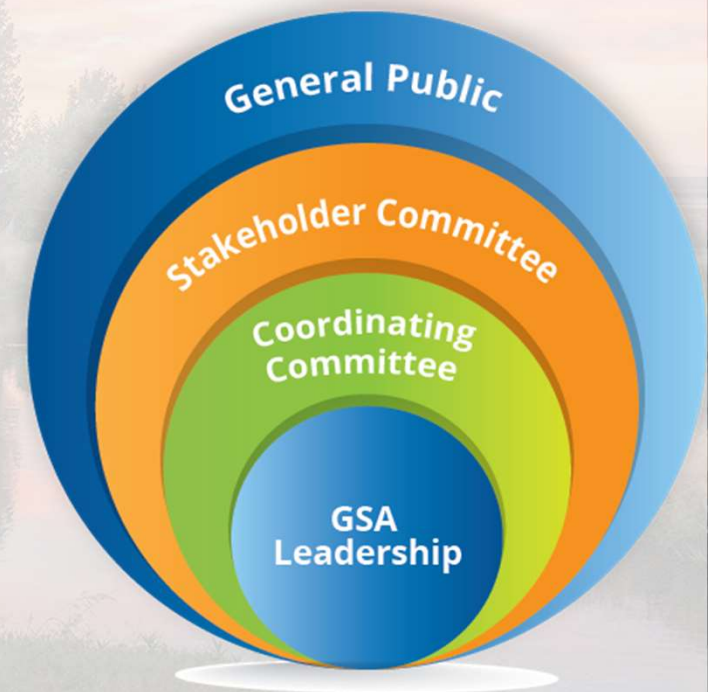 General Public
Stakeholder Committee
Coordinating
Committee
GSA
Leadership